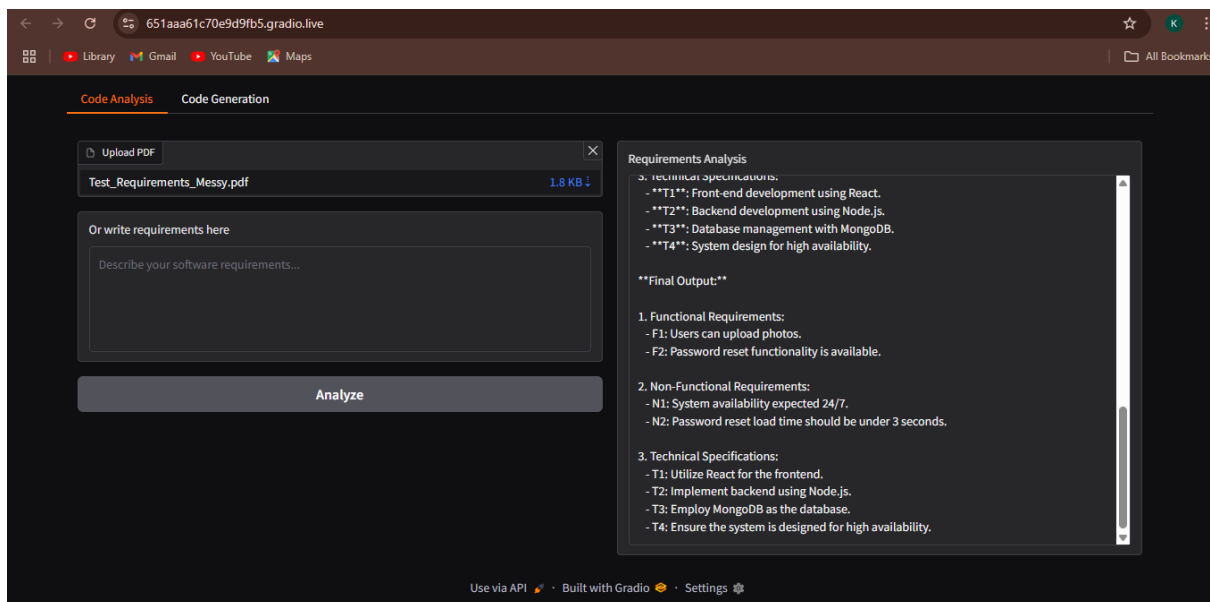 651aaa61c70e9d9fb5.gradio.live
K
Library Gmail YouTube Maps
All Bookmarks
Code Analysis Code Generation
Upload PDF
Test_Requirements_Messy.pdf 1.8 KB ↓
Or write requirements here
Describe your software requirements...
Analyze
Requirements Analysis
3. Technical Specifications:
- **T1**: Front-end development using React.
- **T2**: Backend development using Node.js.
- **T3**: Database management with MongoDB.
- **T4**: System design for high availability.
**Final Output:**
1. Functional Requirements:
- F1: Users can upload photos.
- F2: Password reset functionality is available.
2. Non-Functional Requirements:
- N1: System availability expected 24/7.
- N2: Password reset load time should be under 3 seconds.
3. Technical Specifications:
- T1: Utilize React for the frontend.
- T2: Implement backend using Node.js.
- T3: Employ MongoDB as the database.
- T4: Ensure the system is designed for high availability.
Use via API · Built with Gradio · Settings